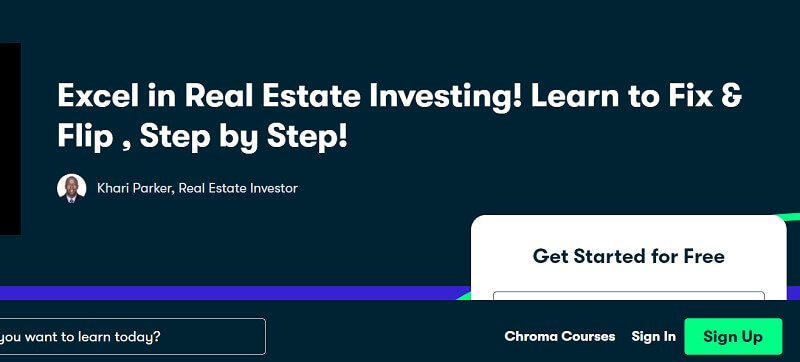 Excel in Real Estate Investing! Learn to Fix &
Flip , Step by Step!
Khari Parker, Real Estate Investor
Get Started for Free
you want to learn today?
Chroma Courses
Sign In
Sign Up